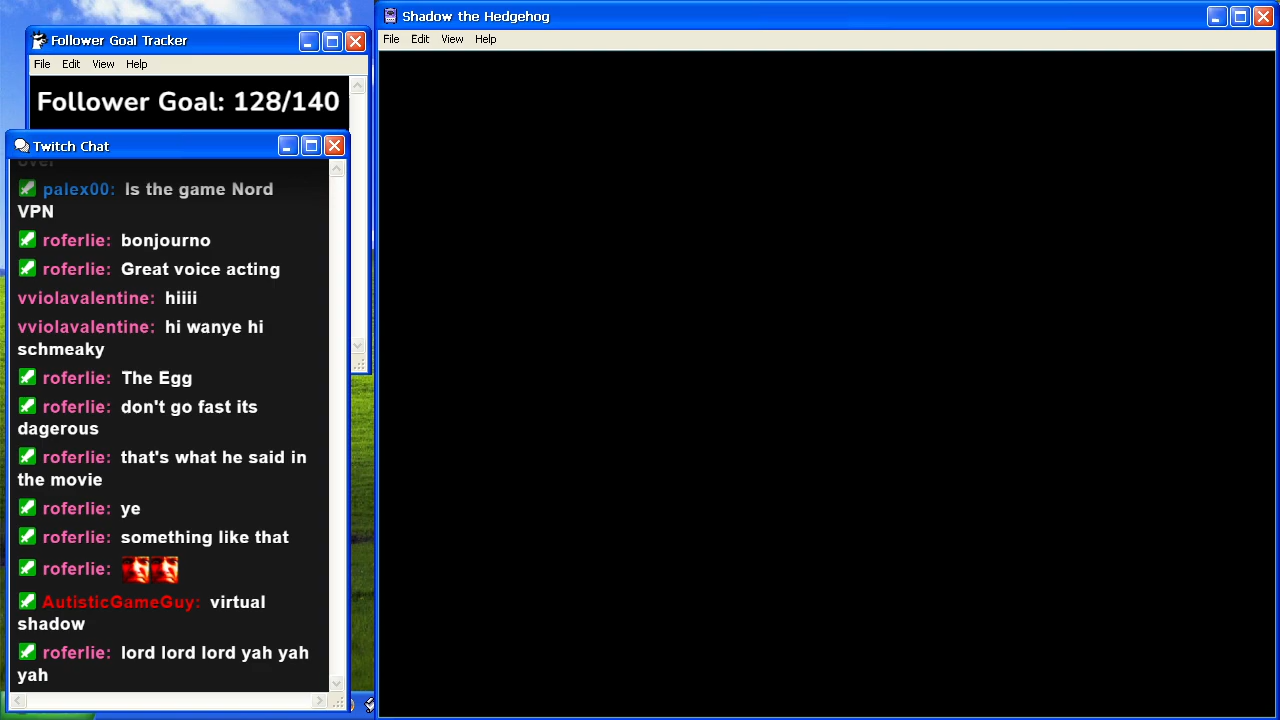 Follower Goal Tracker
File Edit View Help
Follower Goal: 128/140
Twitch Chat
over
palex00: Is the game Nord
VPN
roferlie: bonjourno
roferlie: Great voice acting
vviolavalentine: hiiii
vviolavalentine: hi wanye hi
schmeaky
roferlie: The Egg
roferlie: don't go fast its
dagerous
roferlie: that's what he said in
the movie
roferlie: ye
roferlie: something like that
roferlie:
AutisticGameGuy: virtual
shadow
roferlie: lord lord lord yah yah
yah
Shadow the Hedgehog
File Edit View Help